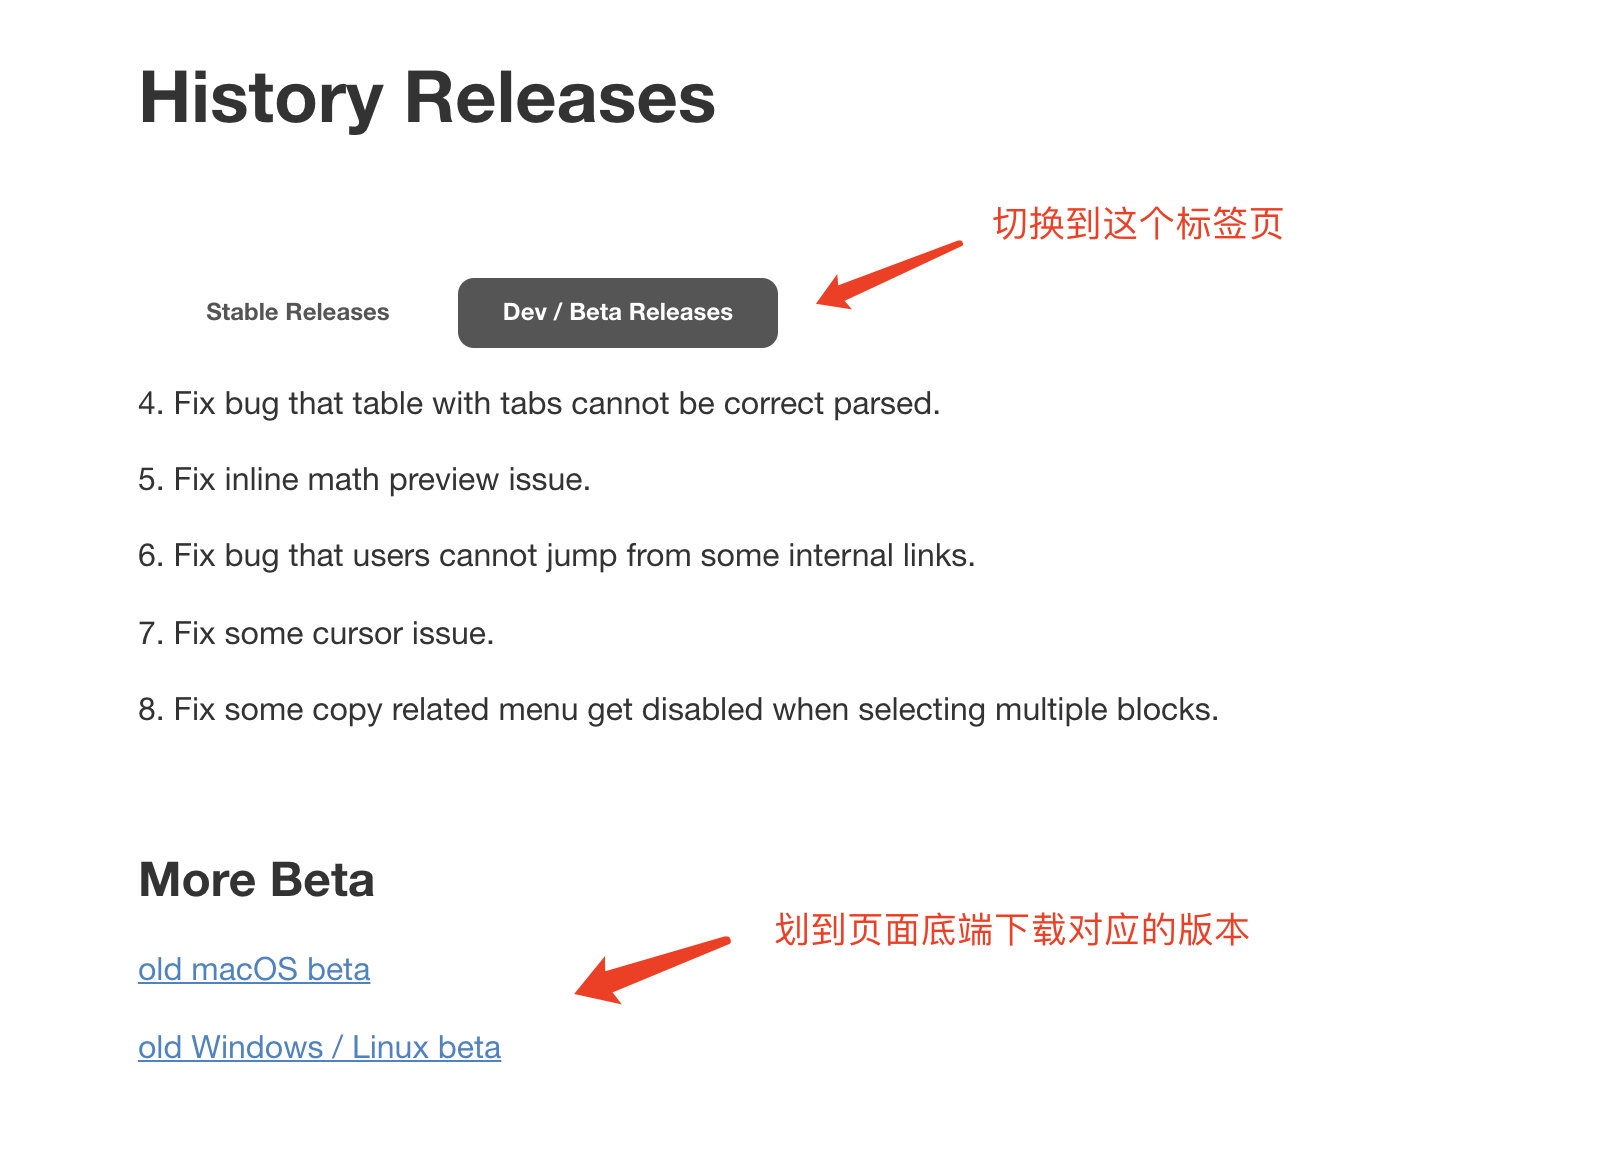 History Releases
切换到这个标签页
Stable Releases
Dev / Beta Releases
4. Fix bug that table with tabs cannot be correct parsed.
5. Fix inline math preview issue.
6. Fix bug that users cannot jump from some internal links.
7. Fix some cursor issue.
8. Fix some copy related menu get disabled when selecting multiple blocks.
More Beta
划到页面底端下载对应的版本
old macOS beta
old Windows / Linux beta